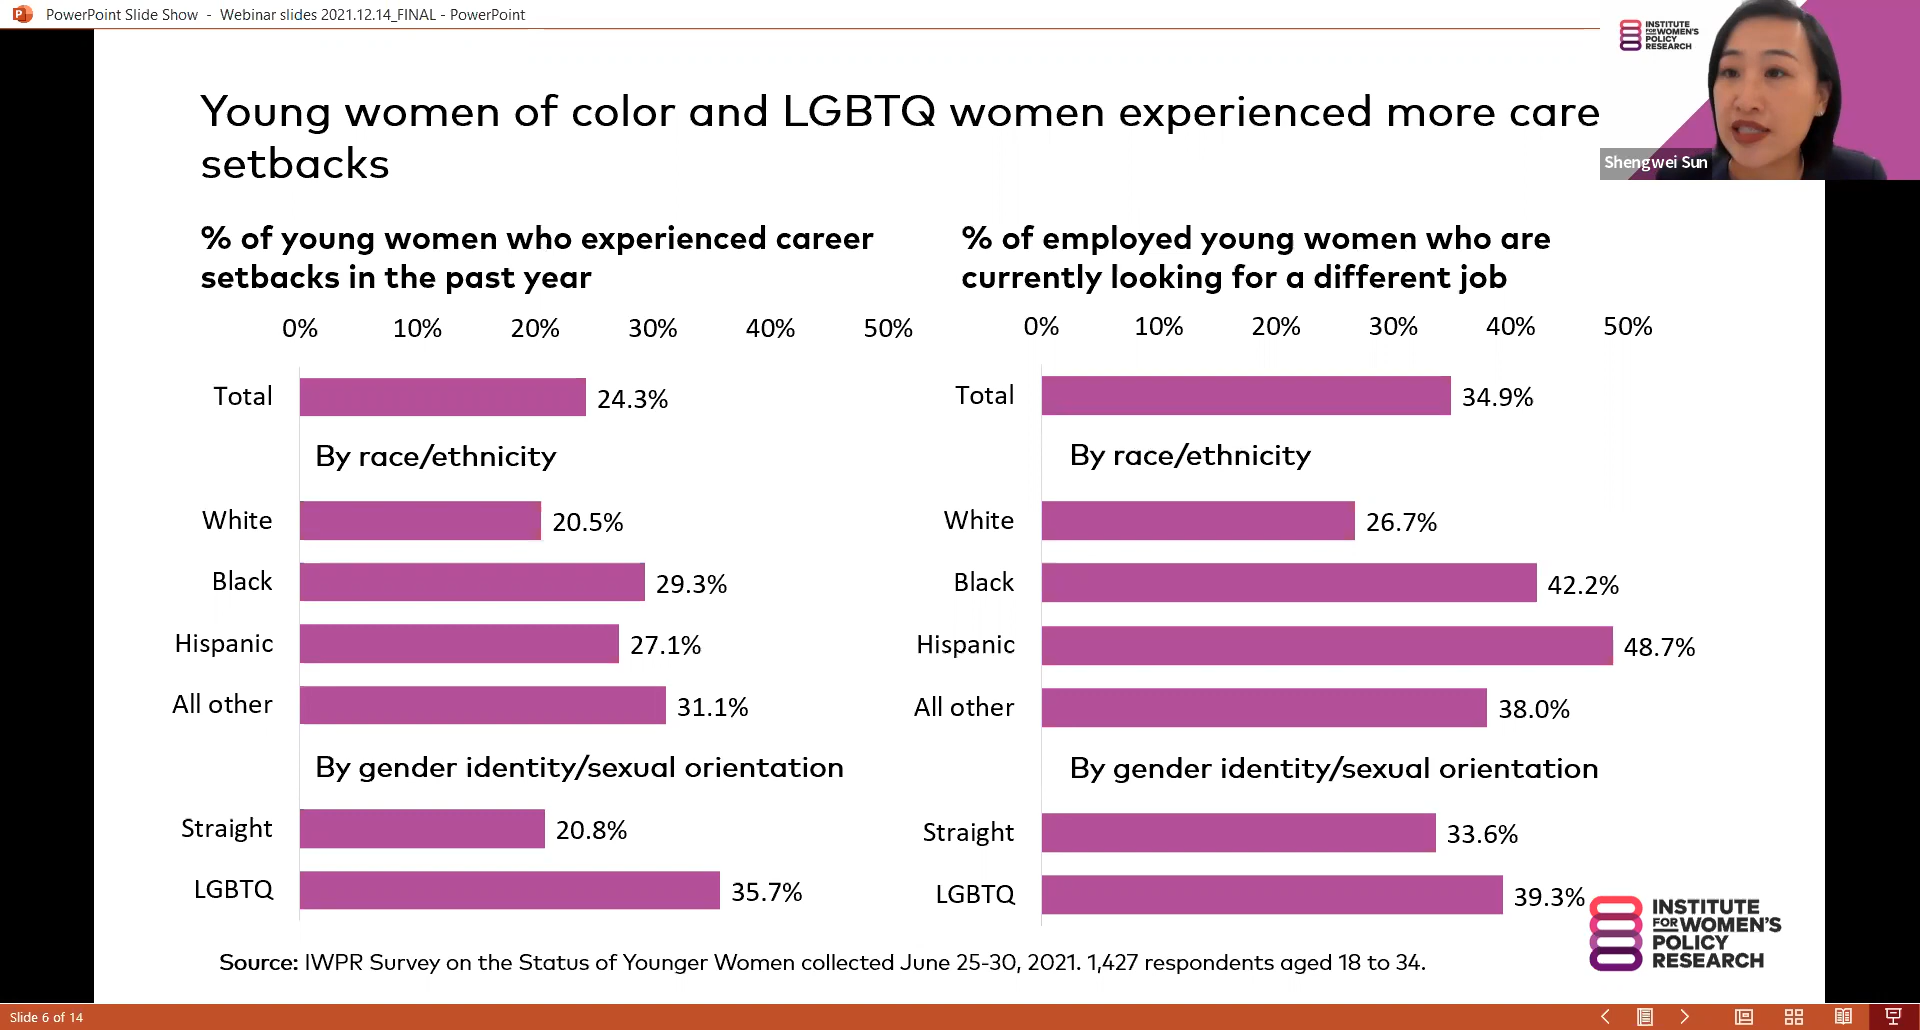 PowerPoint Slide Show - Webinar slides 2021.12.14_FINAL - PowerPoint
INSTITUTE
FOR WOMEN'S
POLICY
RESEARCH
Shengwei Sun
Young women of color and LGBTQ women experienced more care
setbacks
% of young women who experienced career
setbacks in the past year
0% 10% 20% 30% 40% 50%
Total 24.3%
By race/ethnicity
White 20.5%
Black 29.3%
Hispanic 27.1%
All other 31.1%
By gender identity/sexual orientation
Straight 20.8%
LGBTQ 35.7%
% of employed young women who are
currently looking for a different job
0% 10% 20% 30% 40% 50%
Total 34.9%
By race/ethnicity
White 26.7%
Black 42.2%
Hispanic 48.7%
All other 38.0%
By gender identity/sexual orientation
Straight 33.6%
LGBTQ 39.3%
INSTITUTE
FOR WOMEN'S
POLICY
RESEARCH
Source: IWPR Survey on the Status of Younger Women collected June 25-30, 2021. 1,427 respondents aged 18 to 34.
Slide 6 of 14